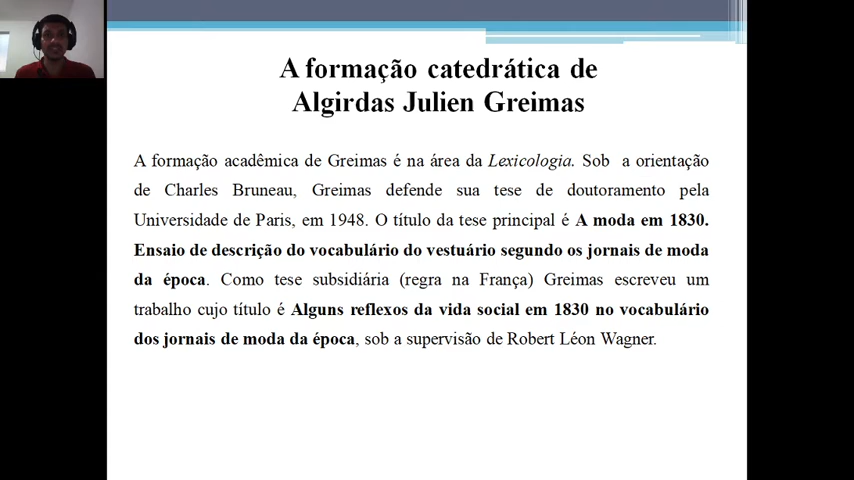 A formação catedrática de
Algirdas Julien Greimas
A formação acadêmica de Greimas é na área da Lexicologia. Sob a orientação
de Charles Bruneau, Greimas defende sua tese de doutoramento pela
Universidade de Paris, em 1948. O título da tese principal é A moda em 1830.
Ensaio de descrição do vocabulário do vestuário segundo os jornais de moda
da época. Como tese subsidiária (regra na França) Greimas escreveu um
trabalho cujo título é Alguns reflexos da vida social em 1830 no vocabulário
dos jornais de moda da época, sob a supervisão de Robert Léon Wagner.